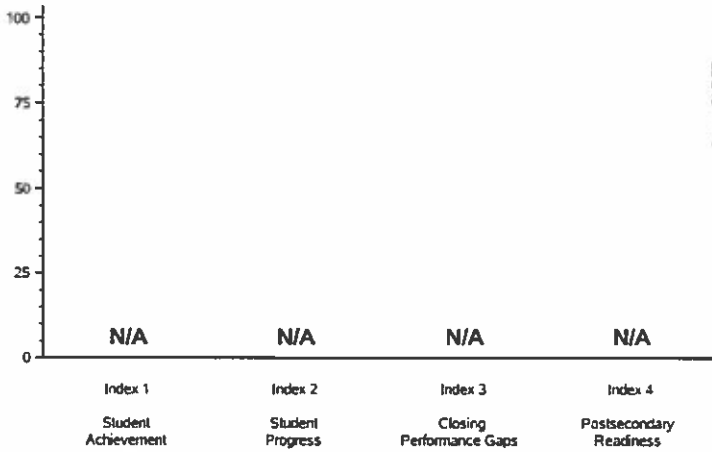 100
75
50
25
0
N/A N/A N/A N/A
Index 1 Index 2 Index 3 Index 4
Student Achievement
Student Progress
Closing Performance Gaps
Postsecondary Readiness